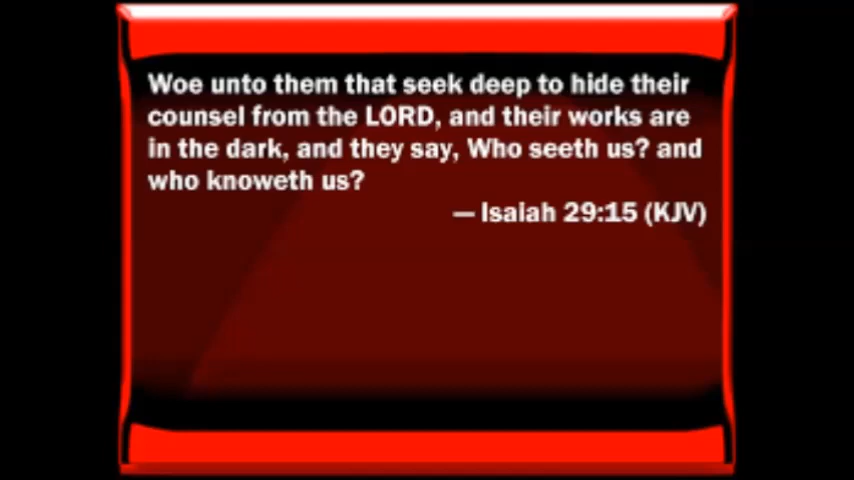 Woe unto them that seek deep to hide their
counsel from the LORD, and their works are
in the dark, and they say, Who seeth us? and
who knoweth us?
— Isaiah 29:15 (KJV)